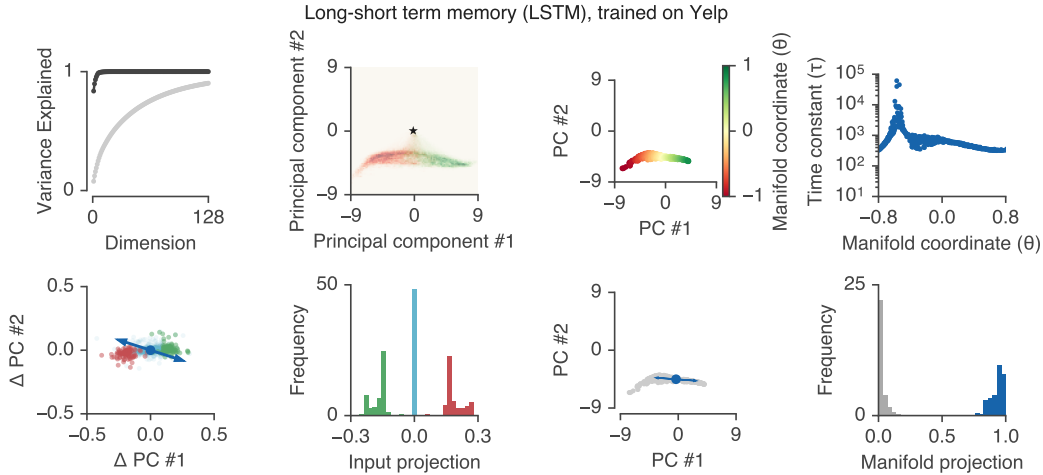 Long-short term memory (LSTM), trained on Yelp
Variance Explained
1
0
0
128
Dimension
Principal component #2
9
0
−9
−9
0
9
Principal component #1
PC #2
9
0
−9
−9
0
9
PC #1
1
0
−1
Manifold coordinate (θ)
Time constant (τ)
10⁵
10⁴
10³
10²
10¹
−0.8
0.0
0.8
Manifold coordinate (θ)
Δ PC #2
0.5
0.0
−0.5
−0.5
0.0
0.5
Δ PC #1
Frequency
50
0
−0.3
0.0
0.3
Input projection
PC #2
9
0
−9
−9
0
9
PC #1
Frequency
25
0
0.0
1.0
Manifold projection